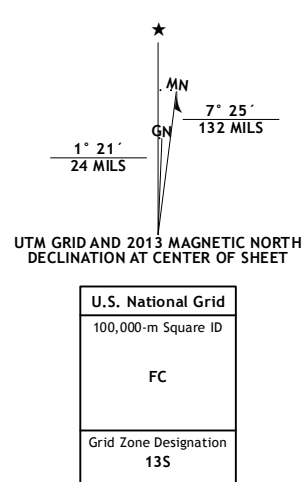 MN
7° 25´
132 MILS
GN
1° 21´
24 MILS
UTM GRID AND 2013 MAGNETIC NORTH
DECLINATION AT CENTER OF SHEET
U.S. National Grid
100,000-m Square ID
FC
Grid Zone Designation
13S